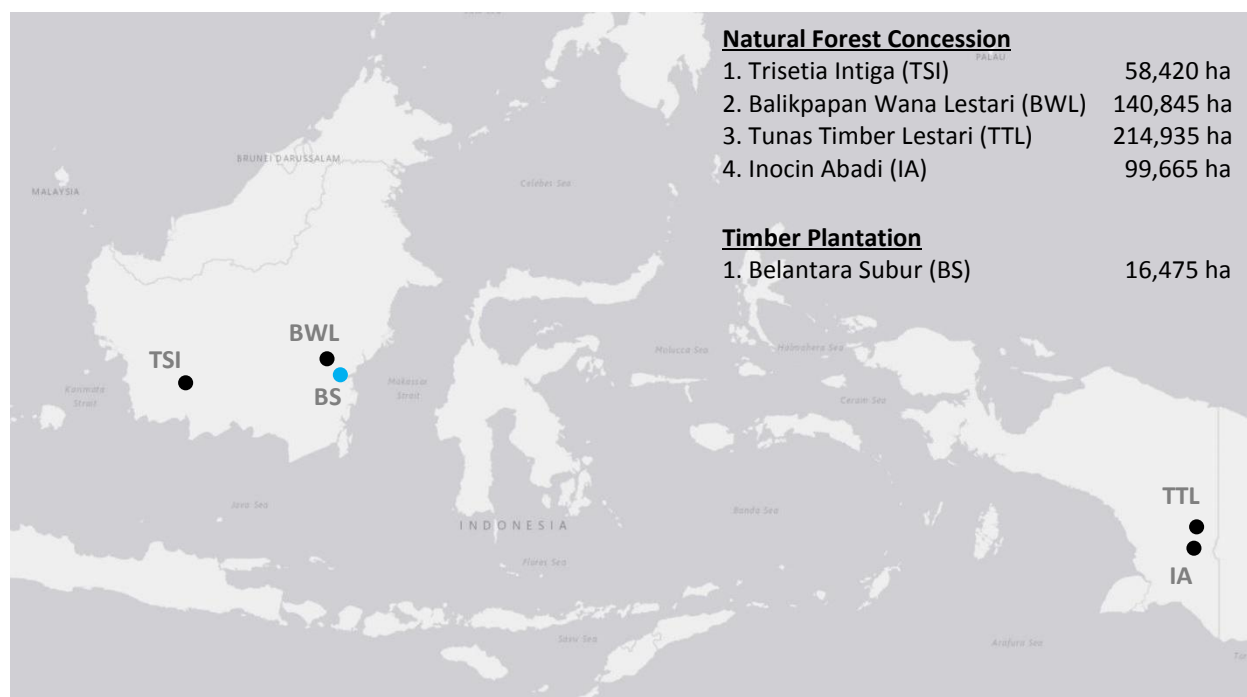 Natural Forest Concession
PALAU
1. Trisetia Intiga (TSI) 58,420 ha
2. Balikpapan Wana Lestari (BWL) 140,845 ha
3. Tunas Timber Lestari (TTL) 214,935 ha
4. Inocin Abadi (IA) 99,665 ha
BRUNEI DARUSSALAM
MALAYSIA
Celebes Sea
Timber Plantation
1. Belantara Subur (BS) 16,475 ha
BWL
TSI
BS
Molucca Sea
Halmahera Sea
Karimata
Strait
Makassar
Strait
Ceram Sea
TTL
Java Sea
Banda Sea
INDONESIA
IA
Flores Sea
Savu Sea
Arafura Sea